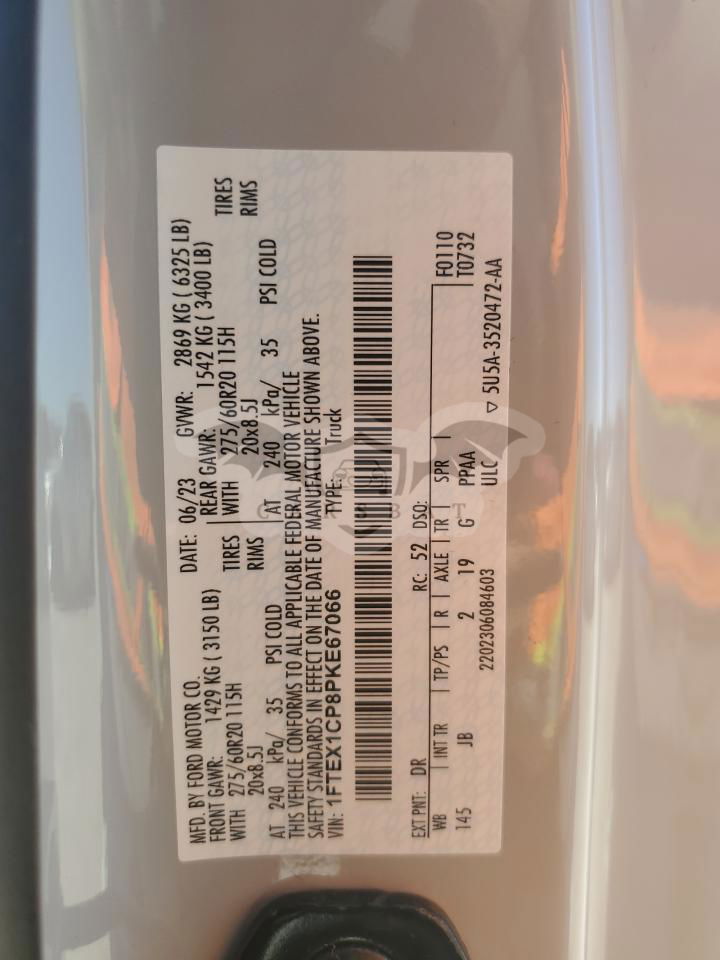 MFD. BY FORD MOTOR CO.
DATE: 06/23 GVWR: 2869 KG ( 6325 LB)
FRONT GAWR: 1429 KG ( 3150 LB) REAR GAWR: 1542 KG ( 3400 LB)
WITH 275/60R20 115H TIRES WITH 275/60R20 115H TIRES
20x8.5J RIMS 20x8.5J RIMS
AT 240 kPa/ 35 PSI COLD AT 240 kPa/ 35 PSI COLD
THIS VEHICLE CONFORMS TO ALL APPLICABLE FEDERAL MOTOR VEHICLE
SAFETY STANDARDS IN EFFECT ON THE DATE OF MANUFACTURE SHOWN ABOVE.
VIN: 1FTEX1CP8PKE67066 TYPE: Truck
EXT PNT: DR RC: 52 DSO: F0110
WB INT TR TP/PS R AXLE TR SPR T0732
145 JB 2 19 G PPAA
2202306084603 ULC ▽ 5U5A-3520472-AA